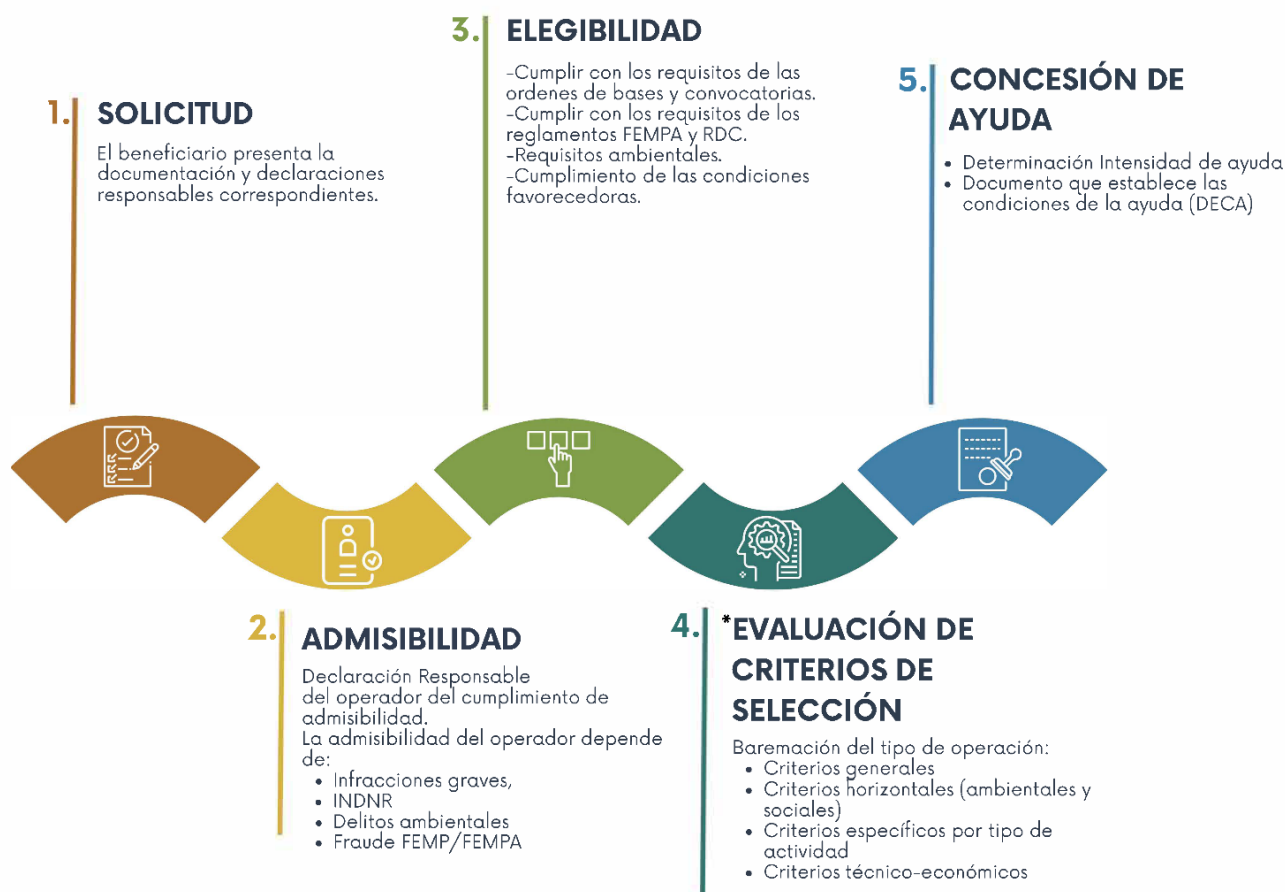 1. SOLICITUD
El beneficiario presenta la
documentación y declaraciones
responsables correspondientes.
2. ADMISIBILIDAD
Declaración Responsable
del operador del cumplimiento de
admisibilidad.
La admisibilidad del operador depende
de:
• Infracciones graves,
• INDNR
• Delitos ambientales
• Fraude FEMP/FEMPA
3. ELEGIBILIDAD
-Cumplir con los requisitos de las
ordenes de bases y convocatorias.
-Cumplir con los requisitos de los
reglamentos FEMPA y RDC.
-Requisitos ambientales.
-Cumplimiento de las condiciones
favorecedoras.
4. *EVALUACIÓN DE
CRITERIOS DE
SELECCIÓN
Baremación del tipo de operación:
• Criterios generales
• Criterios horizontales (ambientales y
sociales)
• Criterios específicos por tipo de
actividad
• Criterios técnico-económicos
5. CONCESIÓN DE
AYUDA
• Determinación Intensidad de ayuda
• Documento que establece las
condiciones de la ayuda (DECA)